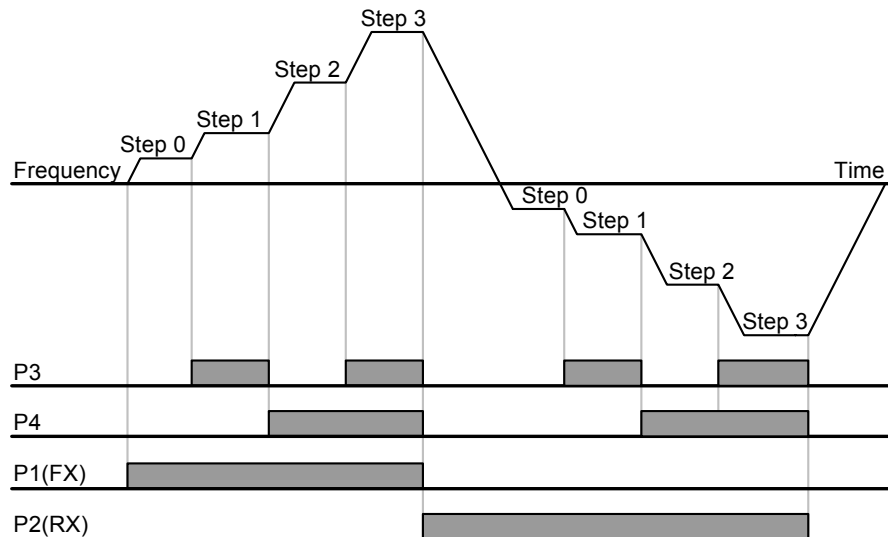 Step 3
Step 2
Step 1
Step 0
Frequency
Time
Step 0
Step 1
Step 2
Step 3
P3
P4
P1(FX)
P2(RX)